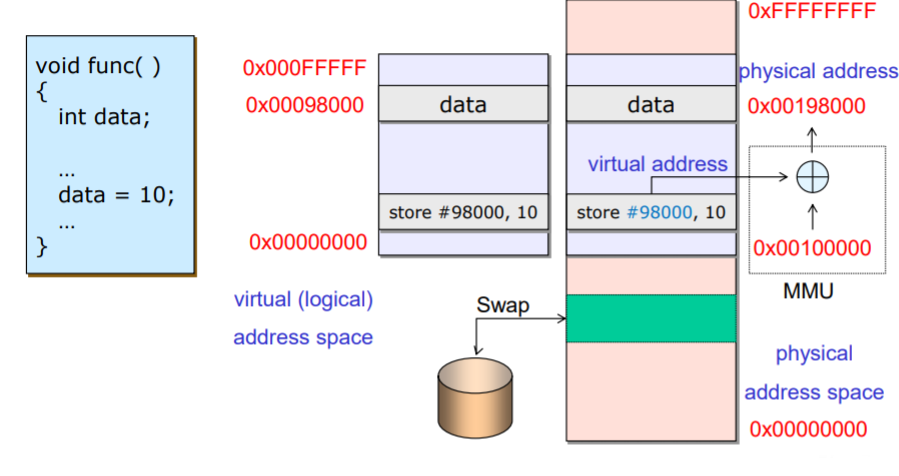 void func( )
{
int data;
...
data = 10;
...
}
0x000FFFFF
0x00098000
data
store #98000, 10
0x00000000
virtual (logical)
address space
Swap
data
virtual address
store #98000, 10
0xFFFFFFFF
physical address
0x00198000
0x00100000
MMU
physical
address space
0x00000000